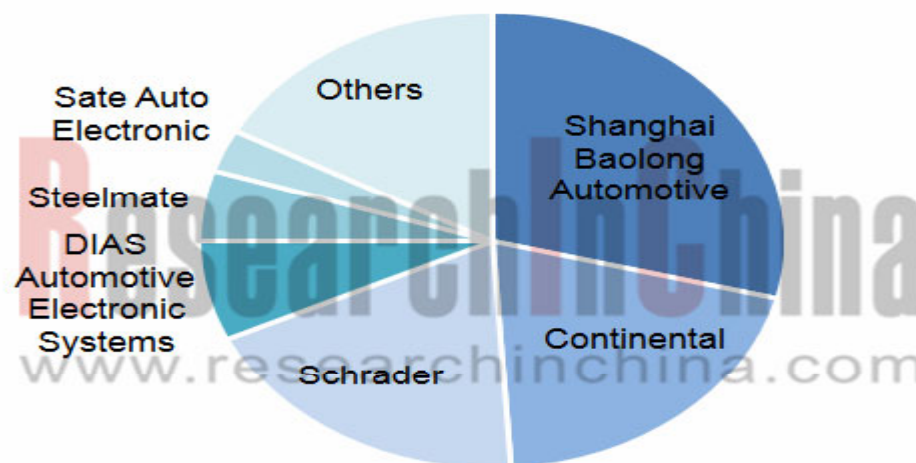 Others
Sate Auto
Electronic
Shanghai
Baolong
Automotive
Steelmate
DIAS
Automotive
Electronic
Systems
Continental
Schrader
ResearchInChina
www.researchinchina.com